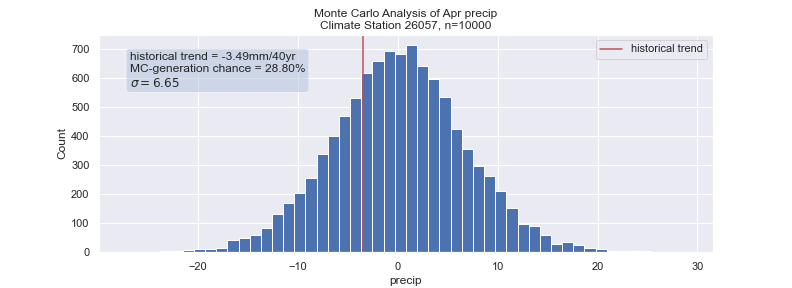 Monte Carlo Analysis of Apr precip
Climate Station 26057, n=10000
historical trend = -3.49mm/40yr
MC-generation chance = 28.80%
σ = 6.65
historical trend
700
600
500
400
300
200
100
0
Count
−20
−10
0
10
20
30
precip